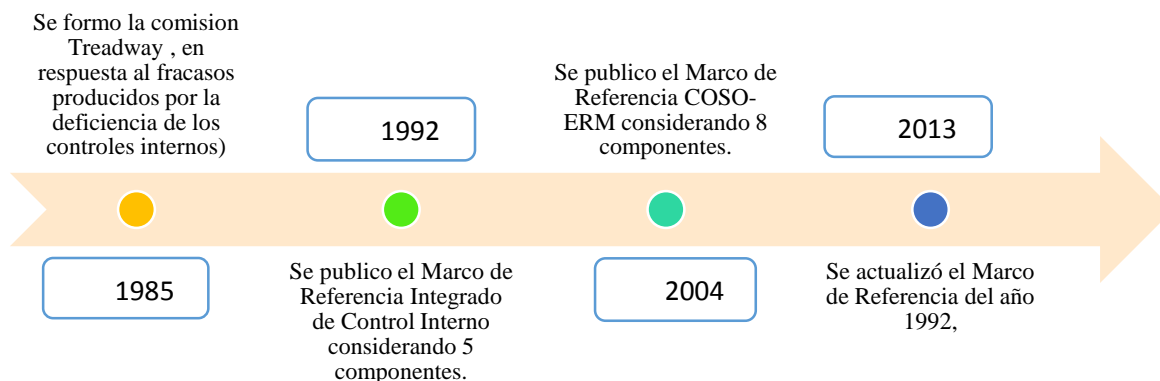 Se formo la comision
Treadway , en
respuesta al fracasos
producidos por la
deficiencia de los
controles internos)
1985
1992
Se publico el Marco de
Referencia Integrado
de Control Interno
considerando 5
componentes.
Se publico el Marco de
Referencia COSO-
ERM considerando 8
componentes.
2004
2013
Se actualizó el Marco
de Referencia del año
1992,